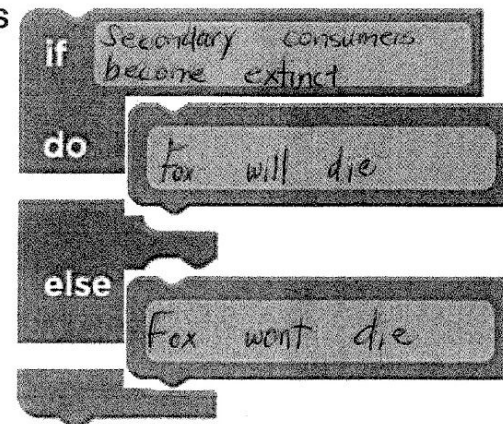 s
if
Secondary consumers
become extinct
do
Fox will die
else
Fox wont die